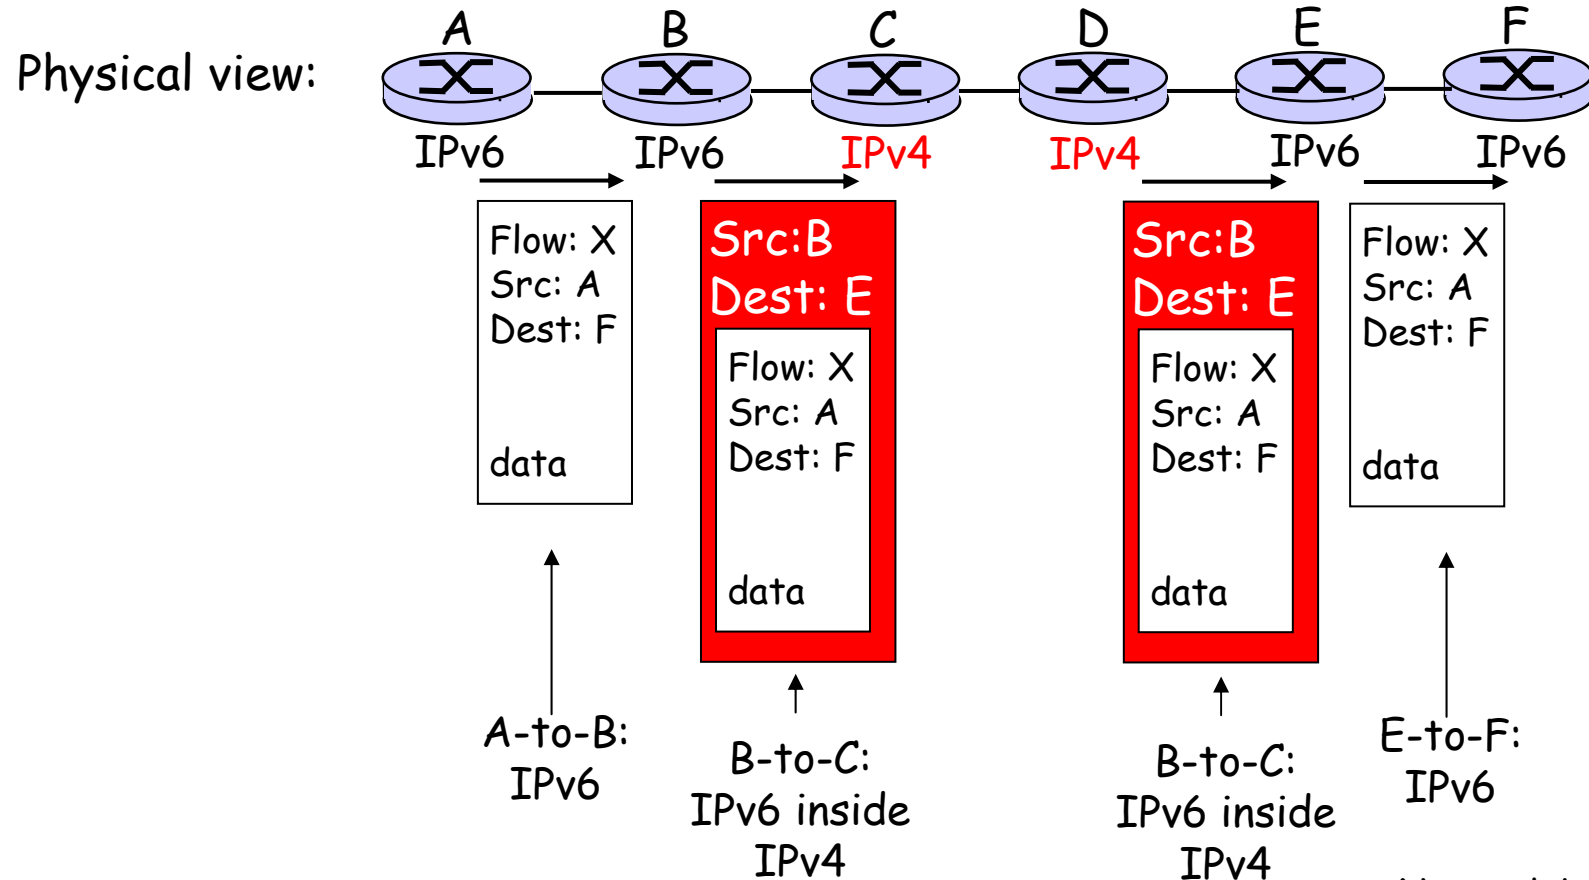 A B C D E F
Physical view:
IPv6 IPv6 IPv4 IPv4 IPv6 IPv6
Flow: X
Src: A
Dest: F
data
Src:B
Dest: E
Flow: X
Src: A
Dest: F
data
Src:B
Dest: E
Flow: X
Src: A
Dest: F
data
Flow: X
Src: A
Dest: F
data
A-to-B:
IPv6
B-to-C:
IPv6 inside
IPv4
B-to-C:
IPv6 inside
IPv4
E-to-F:
IPv6